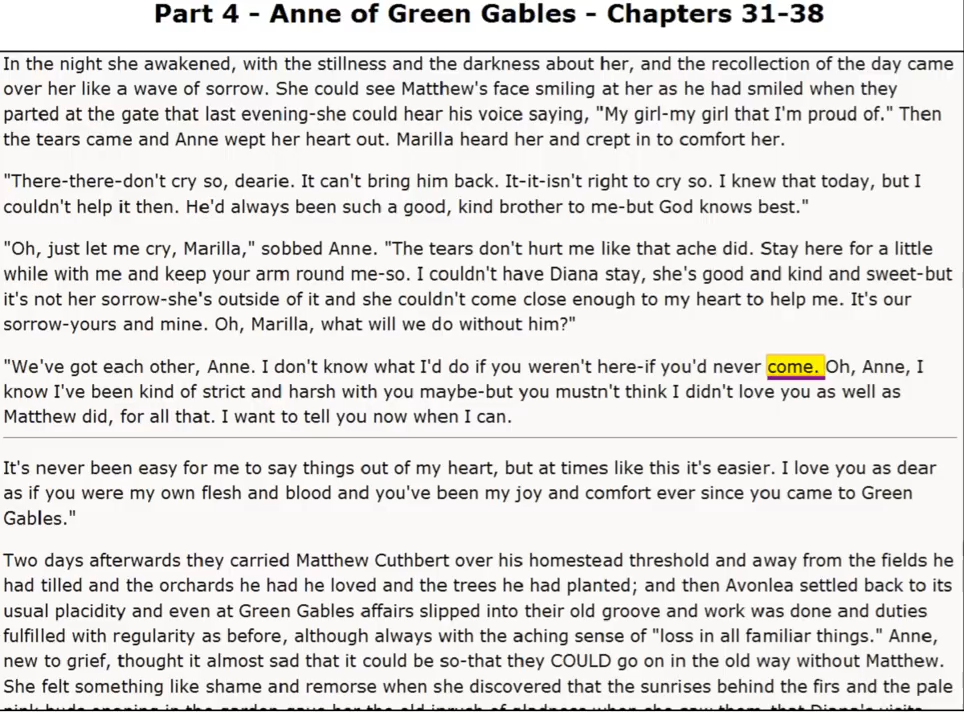 Part 4 - Anne of Green Gables - Chapters 31-38
In the night she awakened, with the stillness and the darkness about her, and the recollection of the day came
over her like a wave of sorrow. She could see Matthew's face smiling at her as he had smiled when they
parted at the gate that last evening-she could hear his voice saying, "My girl-my girl that I'm proud of." Then
the tears came and Anne wept her heart out. Marilla heard her and crept in to comfort her.
"There-there-don't cry so, dearie. It can't bring him back. It-it-isn't right to cry so. I knew that today, but I
couldn't help it then. He'd always been such a good, kind brother to me-but God knows best."
"Oh, just let me cry, Marilla," sobbed Anne. "The tears don't hurt me like that ache did. Stay here for a little
while with me and keep your arm round me-so. I couldn't have Diana stay, she's good and kind and sweet-but
it's not her sorrow-she's outside of it and she couldn't come close enough to my heart to help me. It's our
sorrow-yours and mine. Oh, Marilla, what will we do without him?"
"We've got each other, Anne. I don't know what I'd do if you weren't here-if you'd never come. Oh, Anne, I
know I've been kind of strict and harsh with you maybe-but you mustn't think I didn't love you as well as
Matthew did, for all that. I want to tell you now when I can.
It's never been easy for me to say things out of my heart, but at times like this it's easier. I love you as dear
as if you were my own flesh and blood and you've been my joy and comfort ever since you came to Green
Gables."
Two days afterwards they carried Matthew Cuthbert over his homestead threshold and away from the fields he
had tilled and the orchards he had he loved and the trees he had planted; and then Avonlea settled back to its
usual placidity and even at Green Gables affairs slipped into their old groove and work was done and duties
fulfilled with regularity as before, although always with the aching sense of "loss in all familiar things." Anne,
new to grief, thought it almost sad that it could be so-that they COULD go on in the old way without Matthew.
She felt something like shame and remorse when she discovered that the sunrises behind the firs and the pale